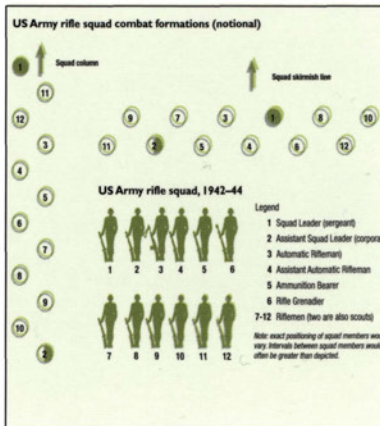 US Army rifle squad combat formations (notional)
Squad column
Squad skirmish line
1
11
12
3
4
5
6
7
8
9
10
2
9
7
3
1
8
10
11
2
5
4
6
12
US Army rifle squad, 1942–44
1 2 3 4 5 6
7 8 9 10 11 12
Legend
1 Squad Leader (sergeant)
2 Assistant Squad Leader (corpora
3 Automatic Rifleman)
4 Assistant Automatic Rifleman
5 Ammunition Bearer
6 Rifle Grenadier
7-12 Riflemen (two are also scouts)
Note: exact positioning of squad members wou
vary. Intervals between squad members woul
often be greater than depicted.